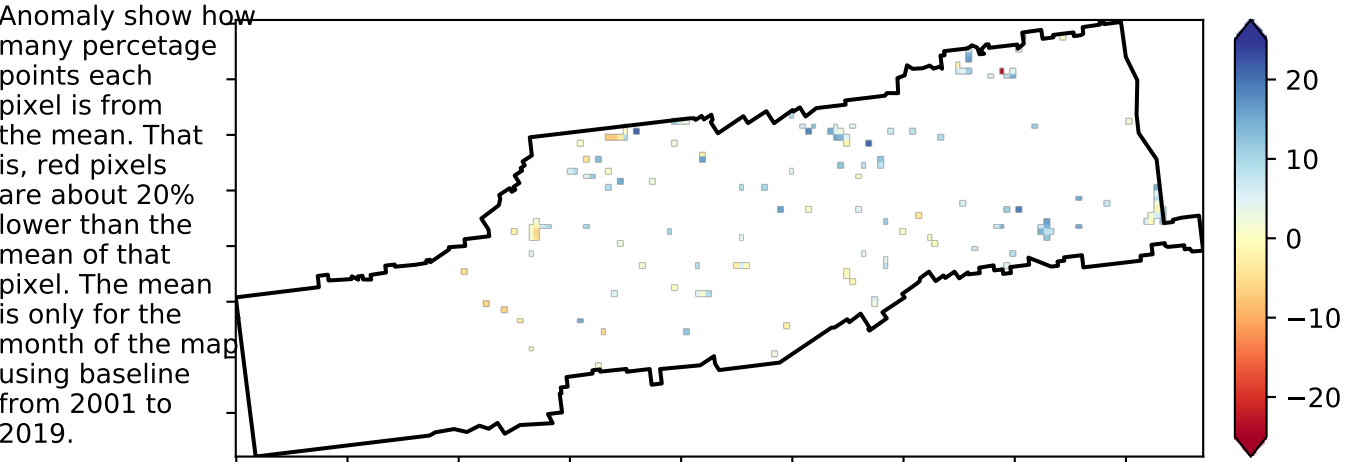 Anomaly show how
many percetage
points each
pixel is from
the mean. That
is, red pixels
are about 20%
lower than the
mean of that
pixel. The mean
is only for the
month of the map
using baseline
from 2001 to
2019.
20
10
0
−10
−20